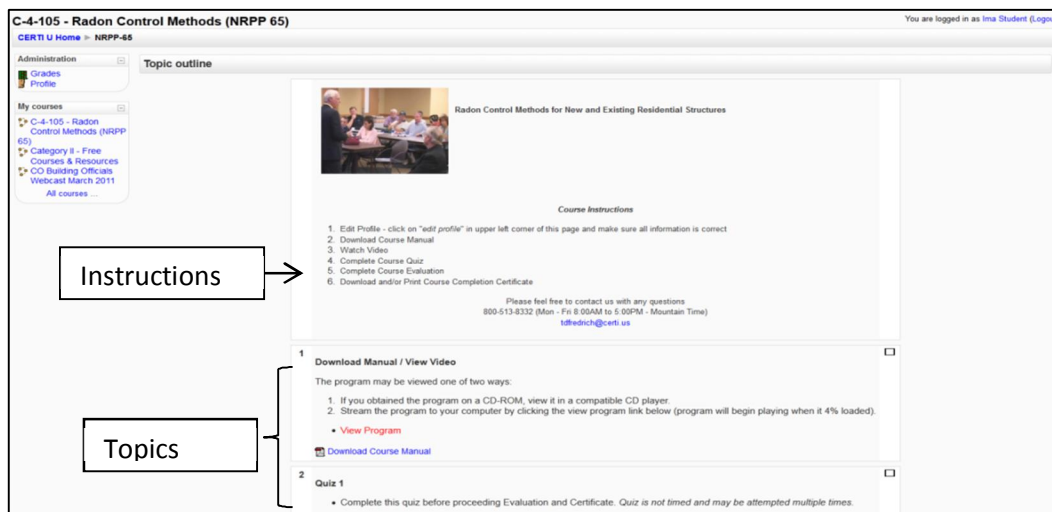 C-4-105 - Radon Control Methods (NRPP 65)
You are logged in as Ima Student (Logou
CERTI U Home ► NRPP-65
Administration
Grades
Profile
My courses
C-4-105 - Radon
Control Methods (NRPP
65)
Category II - Free
Courses & Resources
CO Building Officials
Webcast March 2011
All courses ...
Topic outline
Radon Control Methods for New and Existing Residential Structures
Course Instructions
1. Edit Profile - click on "edit profile" in upper left corner of this page and make sure all information is correct
2. Download Course Manual
3. Watch Video
4. Complete Course Quiz
5. Complete Course Evaluation
6. Download and/or Print Course Completion Certificate
Please feel free to contact us with any questions
800-513-8332 (Mon - Fri 8:00AM to 5:00PM - Mountain Time)
tdfredrich@certi.us
Instructions
1
Download Manual / View Video
The program may be viewed one of two ways:
1. If you obtained the program on a CD-ROM, view it in a compatible CD player.
2. Stream the program to your computer by clicking the view program link below (program will begin playing when it 4% loaded).
• View Program
Download Course Manual
Topics
2
Quiz 1
• Complete this quiz before proceeding Evaluation and Certificate. Quiz is not timed and may be attempted multiple times.